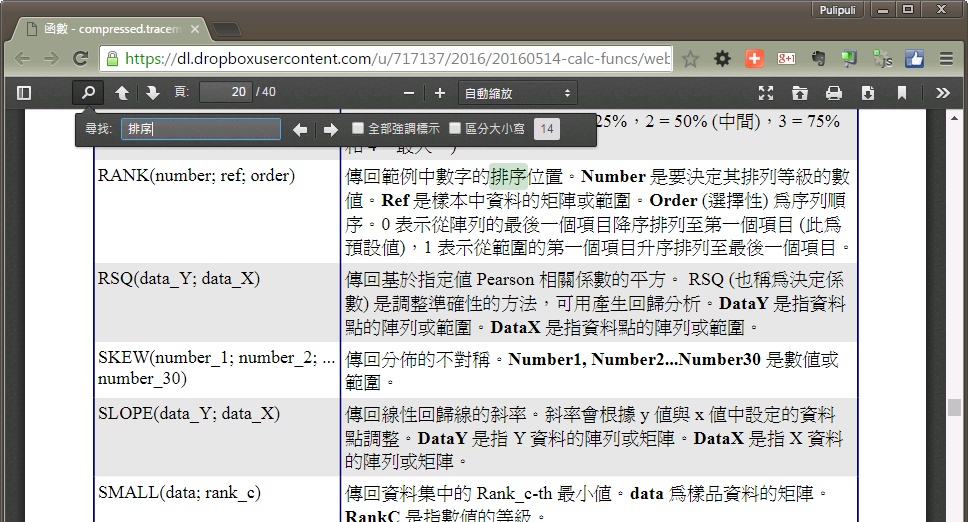 Pulipuli
函數 - compressed.tracem
https://dl.dropboxusercontent.com/u/717137/2016/20160514-calc-funcs/web
頁: 20 / 40 自動縮放
尋找: 排序 全部強調標示 區分大小寫 14
25%，2 = 50% (中間)，3 = 75%
RANK(number; ref; order)
傳回範例中數字的排序位置。Number 是要決定其排列等級的數
值。Ref 是樣本中資料的矩陣或範圍。Order (選擇性) 為序列順
序。0 表示從陣列的最後一個項目降序排列至第一個項目 (此為
預設值)，1 表示從範圍的第一個項目升序排列至最後一個項目。
RSQ(data_Y; data_X)
傳回基於指定值 Pearson 相關係數的平方。 RSQ (也稱為決定係
數) 是調整準確性的方法，可用產生回歸分析。DataY 是指資料
點的陣列或範圍。DataX 是指資料點的陣列或範圍。
SKEW(number_1; number_2; ...
number_30)
傳回分佈的不對稱。Number1, Number2...Number30 是數值或
範圍。
SLOPE(data_Y; data_X)
傳回線性回歸線的斜率。斜率會根據 y 值與 x 值中設定的資料
點調整。DataY 是指 Y 資料的陣列或矩陣。DataX 是指 X 資料
的陣列或矩陣。
SMALL(data; rank_c)
傳回資料集中的 Rank_c-th 最小值。data 為樣品資料的矩陣。
RankC 是指數值的等級。